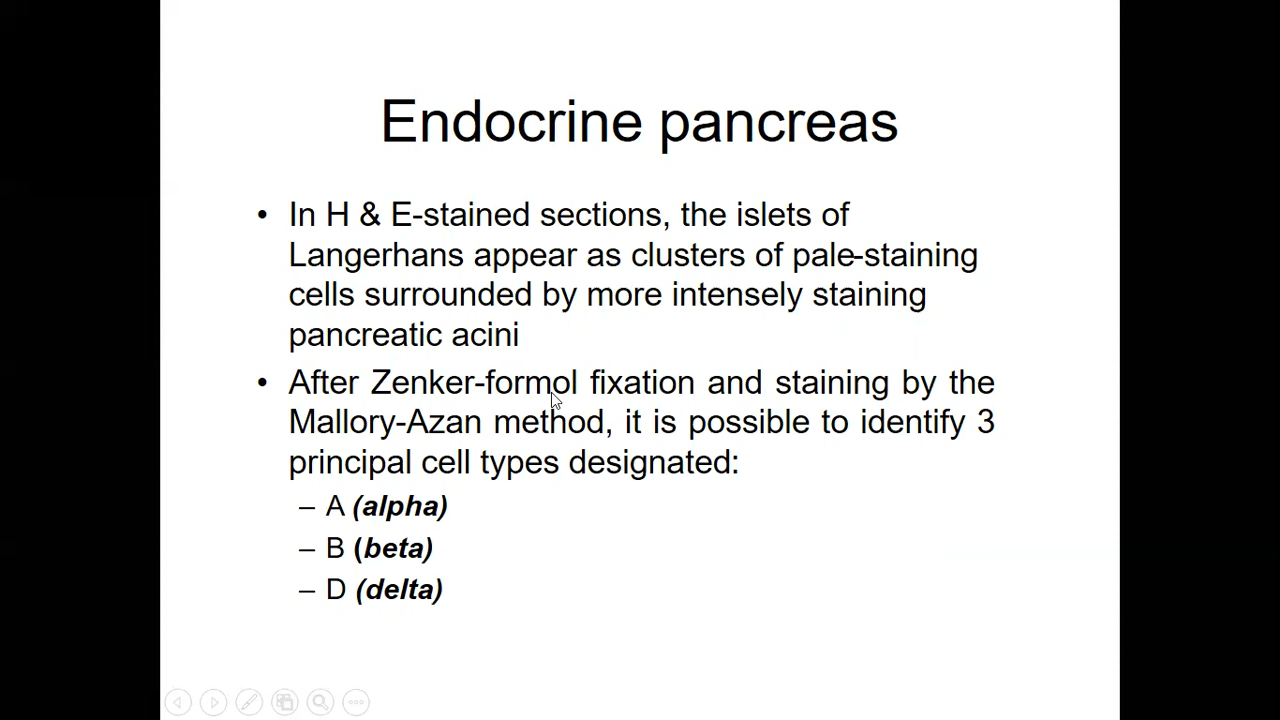 Endocrine pancreas
• In H & E-stained sections, the islets of
Langerhans appear as clusters of pale-staining
cells surrounded by more intensely staining
pancreatic acini
• After Zenker-formol fixation and staining by the
Mallory-Azan method, it is possible to identify 3
principal cell types designated:
– A (alpha)
– B (beta)
– D (delta)